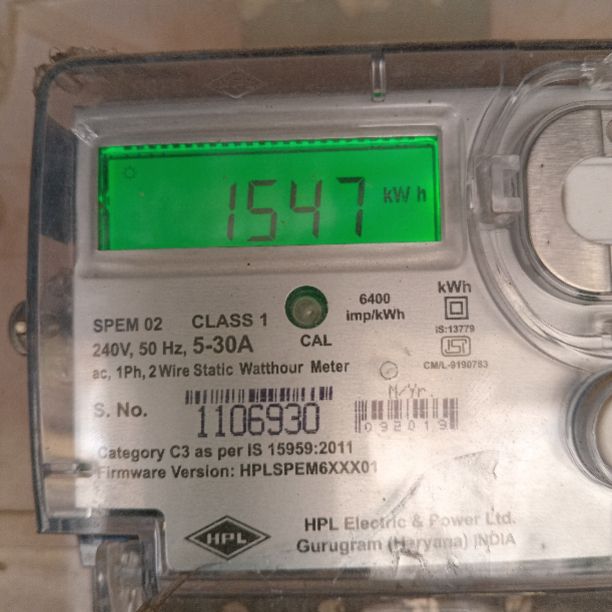 HPL
1547 kWh
6400
imp/kWh
kWh
IS:13779
CM/L-9190783
SPEM 02 CLASS 1
CAL
240V, 50 Hz, 5-30A
ac, 1Ph, 2 Wire Static Watthour Meter
M/Yr.
S. No. 1106930
092019
Category C3 as per IS 15959:2011
Firmware Version: HPLSPEM6XXX01
HPL
HPL Electric & Power Ltd.
Gurugram (Haryana) INDIA